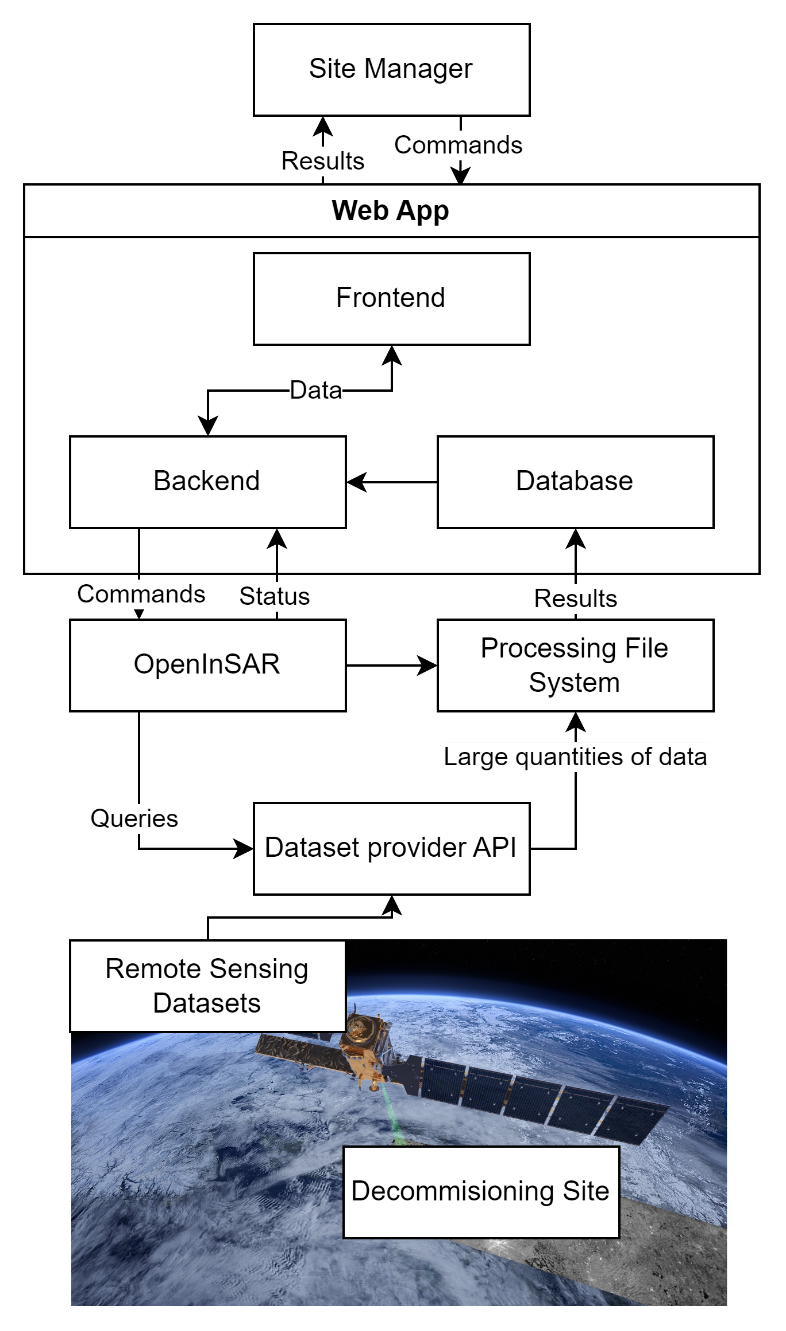 Site Manager
Results
Commands
Web App
Frontend
Data
Backend
Database
Commands
Status
Results
OpenInSAR
Processing File
System
Large quantities of data
Queries
Dataset provider API
Remote Sensing
Datasets
Decommisioning Site